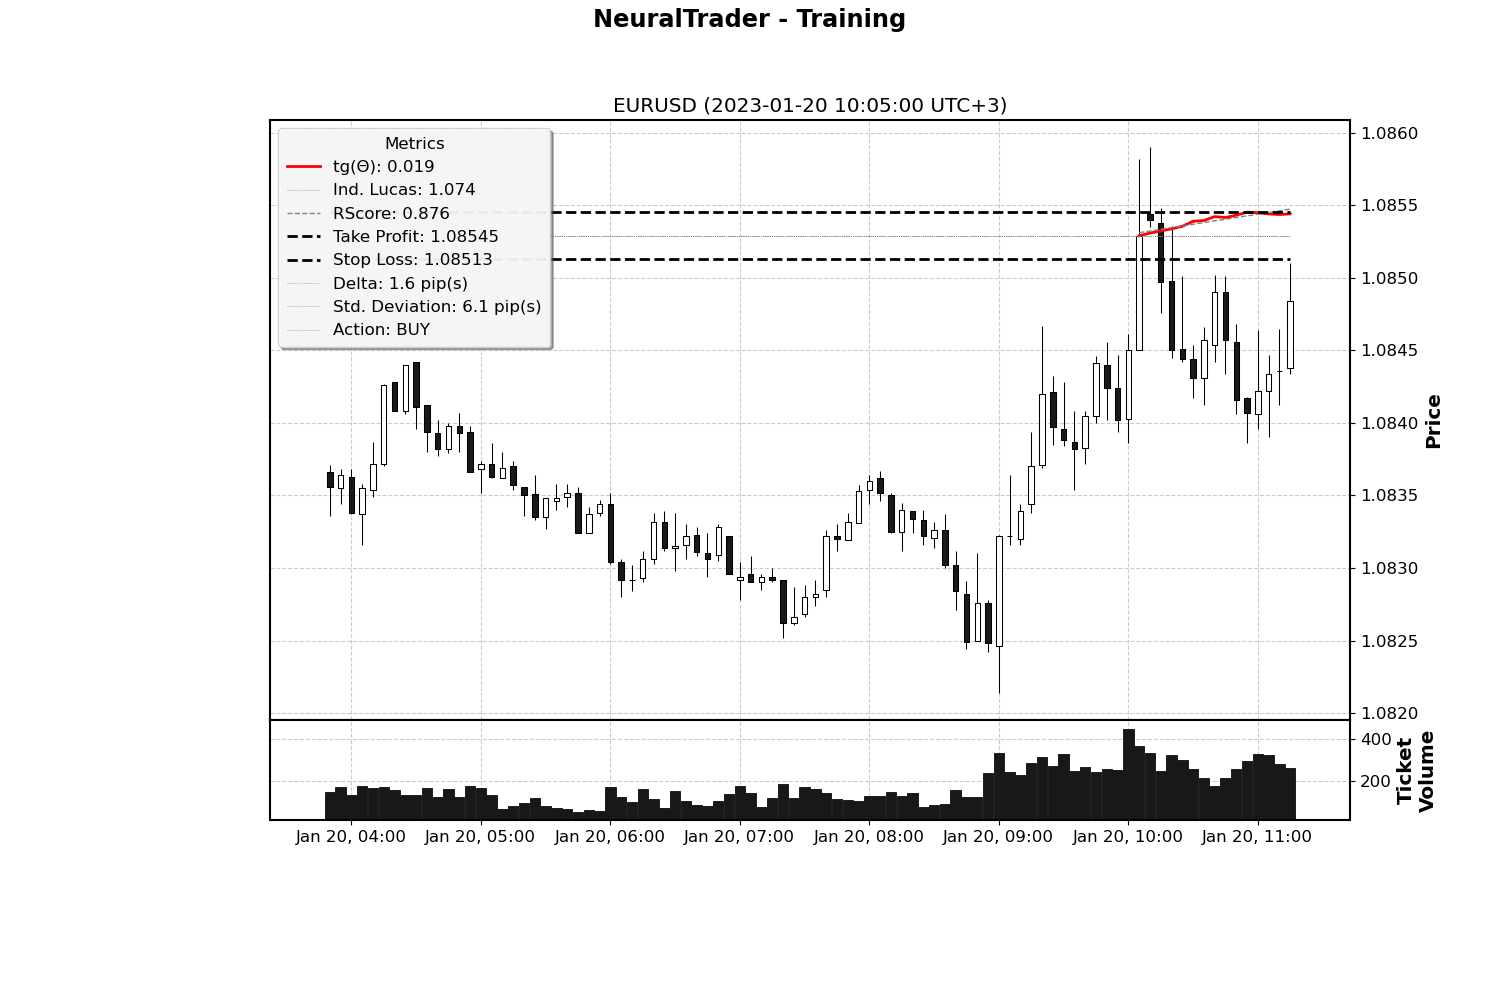 NeuralTrader - Training
EURUSD (2023-01-20 10:05:00 UTC+3)
Metrics
tg(Θ): 0.019
Ind. Lucas: 1.074
RScore: 0.876
Take Profit: 1.08545
Stop Loss: 1.08513
Delta: 1.6 pip(s)
Std. Deviation: 6.1 pip(s)
Action: BUY
1.0860
1.0855
1.0850
1.0845
1.0840
1.0835
1.0830
1.0825
1.0820
Price
400
200
Ticket
Volume
Jan 20, 04:00
Jan 20, 05:00
Jan 20, 06:00
Jan 20, 07:00
Jan 20, 08:00
Jan 20, 09:00
Jan 20, 10:00
Jan 20, 11:00